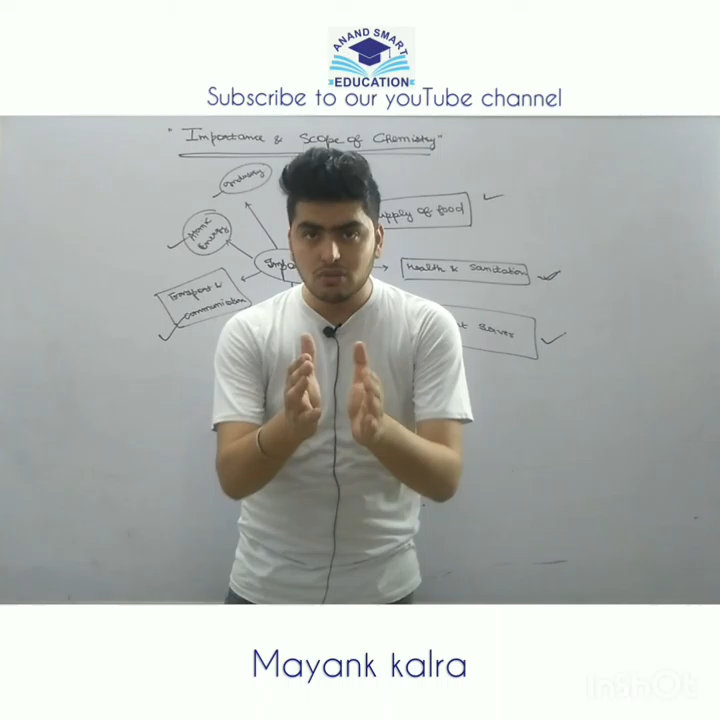 ANAND SMART
EDUCATION
Subscribe to our youTube channel
"Importance & Scope of Chemistry"
Industry
supply of food
Atomic
Energy
Health & Sanitation
Transport &
communication
Saver
Mayank kalra
InShOt